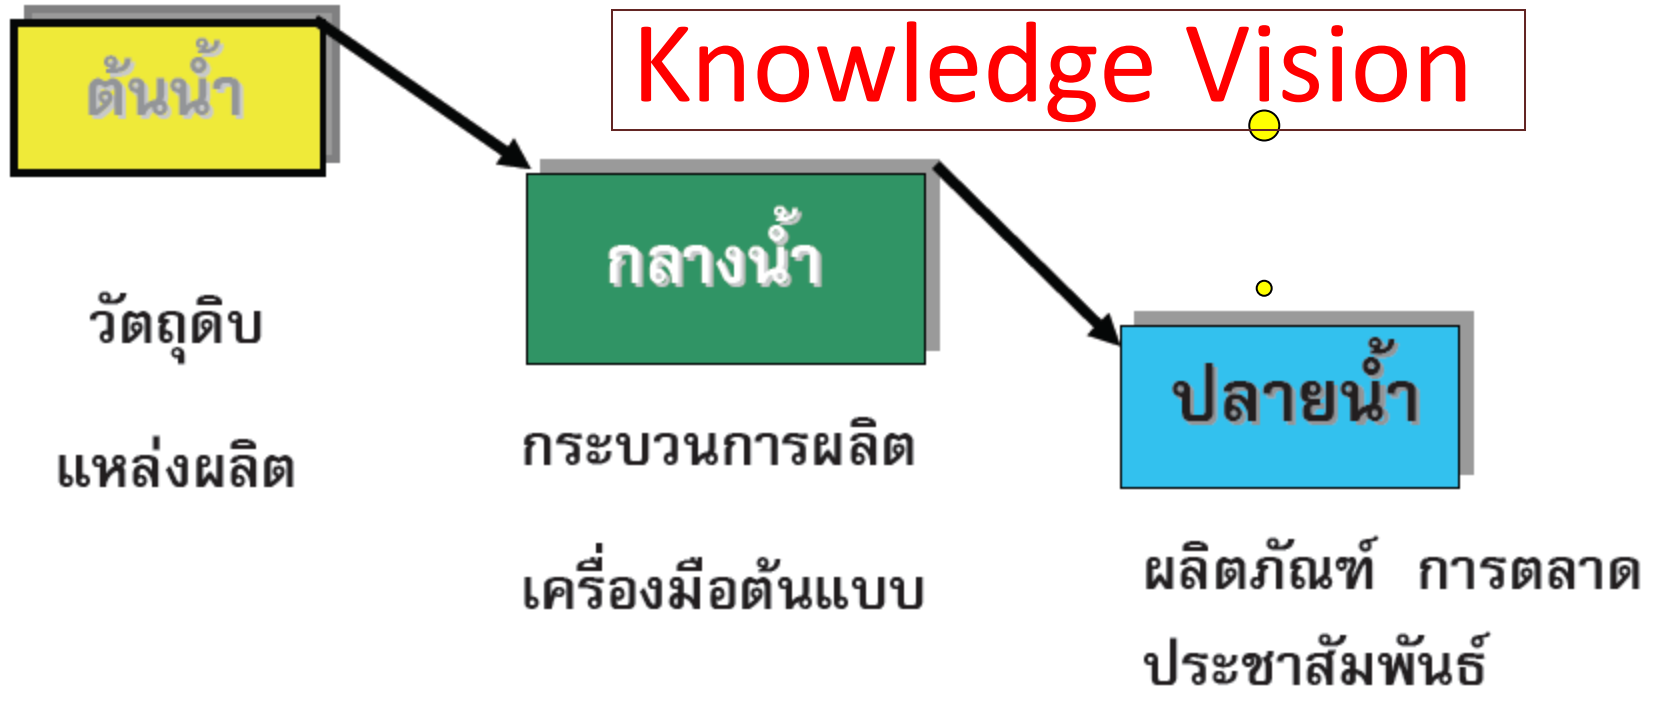 Knowledge Vision
ต้นน้ำ
วัตถุดิบ
แหล่งผลิต
กลางน้ำ
กระบวนการผลิต
เครื่องมือต้นแบบ
ปลายน้ำ
ผลิตภัณฑ์ การตลาด
ประชาสัมพันธ์